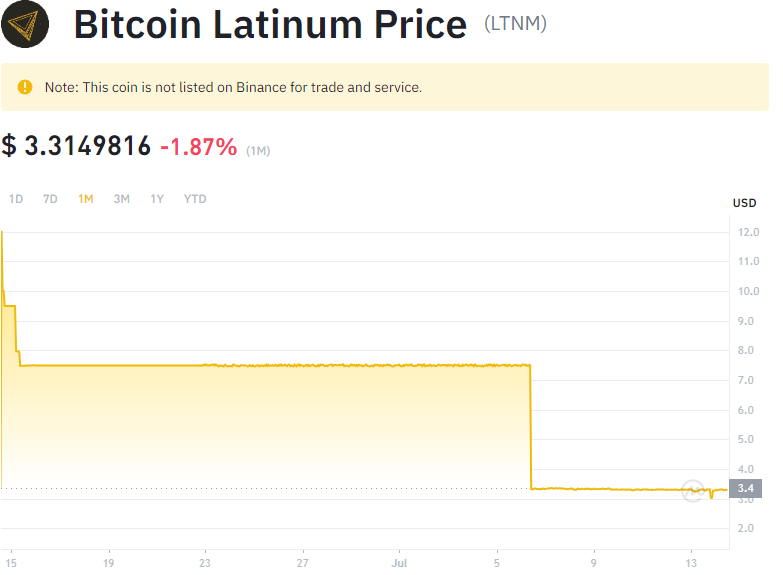 Bitcoin Latinum Price (LTNM)
Note: This coin is not listed on Binance for trade and service.
$ 3.3149816 -1.87% (1M)
1D 7D 1M 3M 1Y YTD
USD
12.0
11.0
10.0
9.0
8.0
7.0
6.0
5.0
4.0
3.4
3.0
2.0
15 19 23 27 Jul 5 9 13